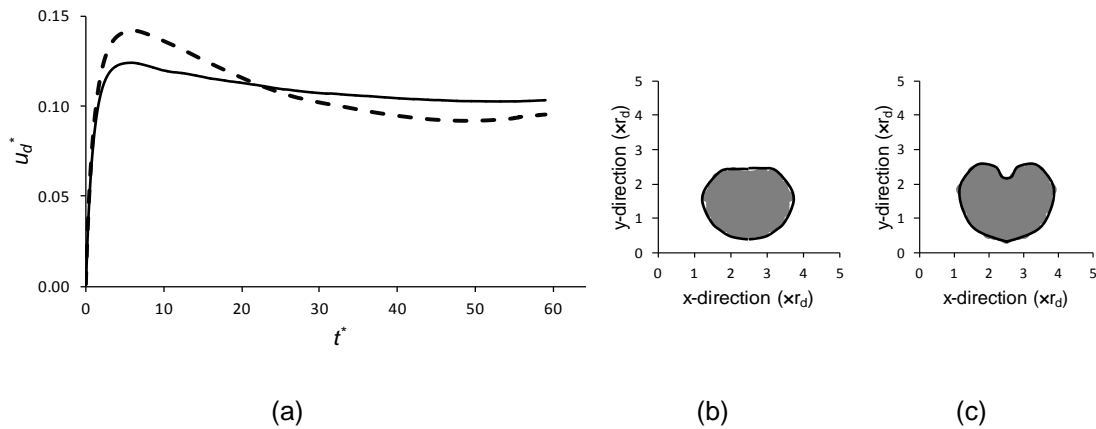 0.15
0.10
0.05
0.00
u_d^*
0 10 20 30 40 50 60
t^*
(a)
5
4
3
2
1
0
y-direction (×r_d)
0 1 2 3 4 5
x-direction (×r_d)
(b)
5
4
3
2
1
0
y-direction (×r_d)
0 1 2 3 4 5
x-direction (×r_d)
(c)